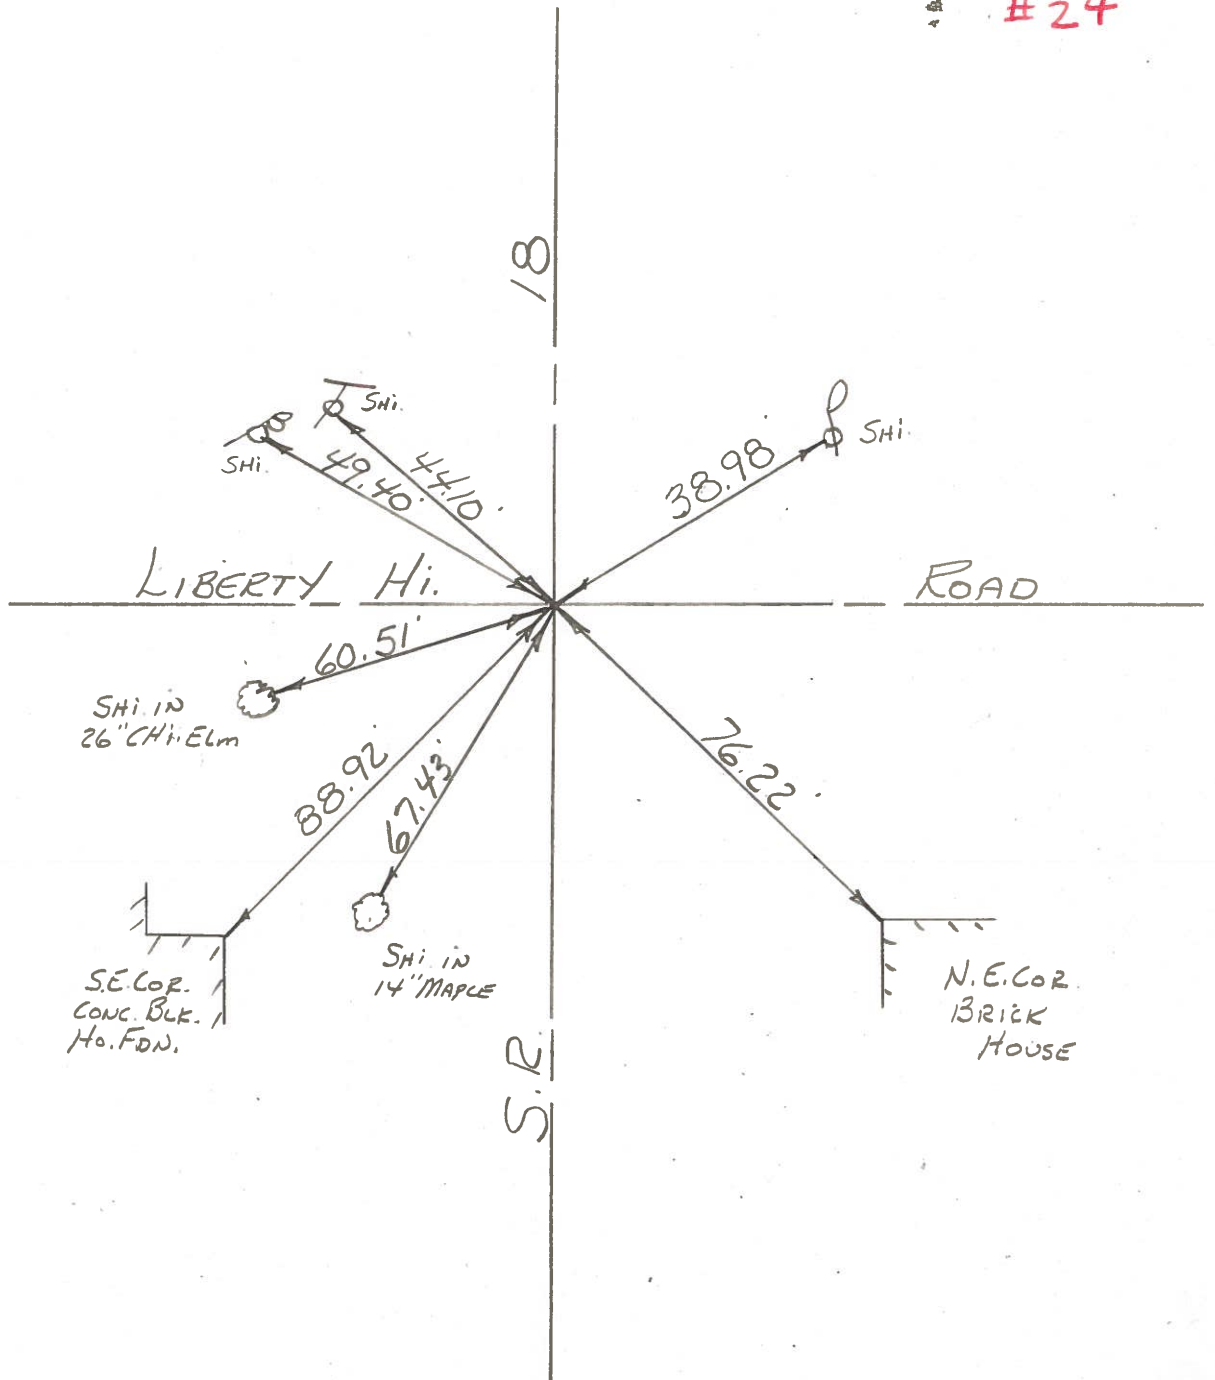 #24
18
SHi.
SHi.
SHi.
49.40'
44.10'
38.98'
LIBERTY Hi. ROAD
60.51'
SHi. IN
26" CHi. ELM
88.92'
67.43'
76.22'
S.E. COR.
CONC. BLK.
HO. FDN.
SHi. IN
14" MAPLE
N.E. COR.
BRICK
HOUSE
S.R.